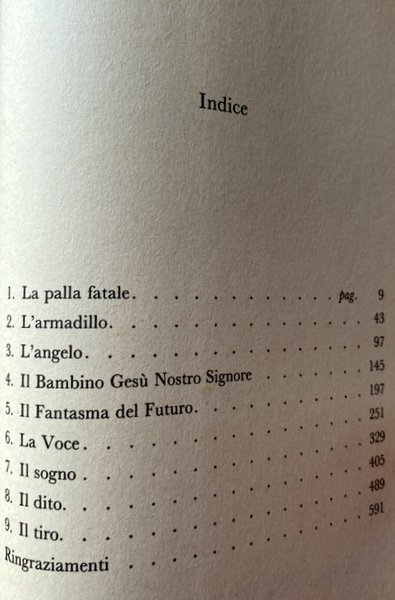 Indice
1. La palla fatale. . . . . . . . . . pag. 9
2. L'armadillo. . . . . . . . . . . . . 43
3. L'angelo. . . . . . . . . . . . . . 97
4. Il Bambino Gesù Nostro Signore . . . . . . 145
5. Il Fantasma del Futuro. . . . . . . . . 197
6. La Voce. . . . . . . . . . . . . . 251
7. Il sogno . . . . . . . . . . . . . 329
8. Il dito. . . . . . . . . . . . . . 405
9. Il tiro. . . . . . . . . . . . . . 489
Ringraziamenti . . . . . . . . . . . . 591